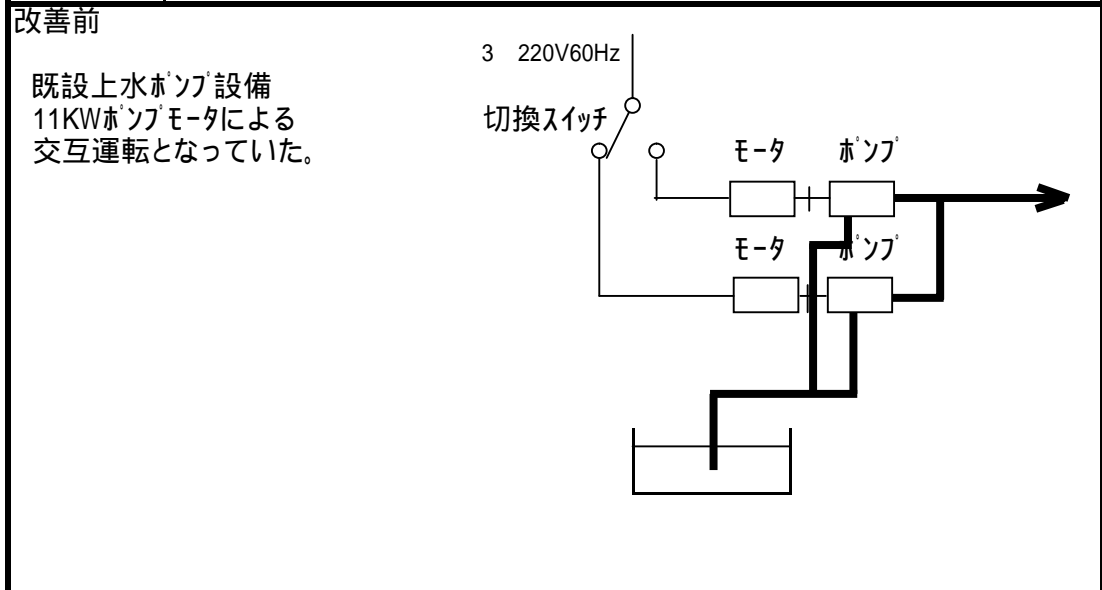 改善前
既設上水ﾎﾟﾝﾌﾟ設備
11KWﾎﾟﾝﾌﾟﾓｰﾀによる
交互運転となっていた。
3 220V60Hz
切換ｽｲｯﾁ
ﾓｰﾀ ﾎﾟﾝﾌﾟ
ﾓｰﾀ ﾎﾟﾝﾌﾟ